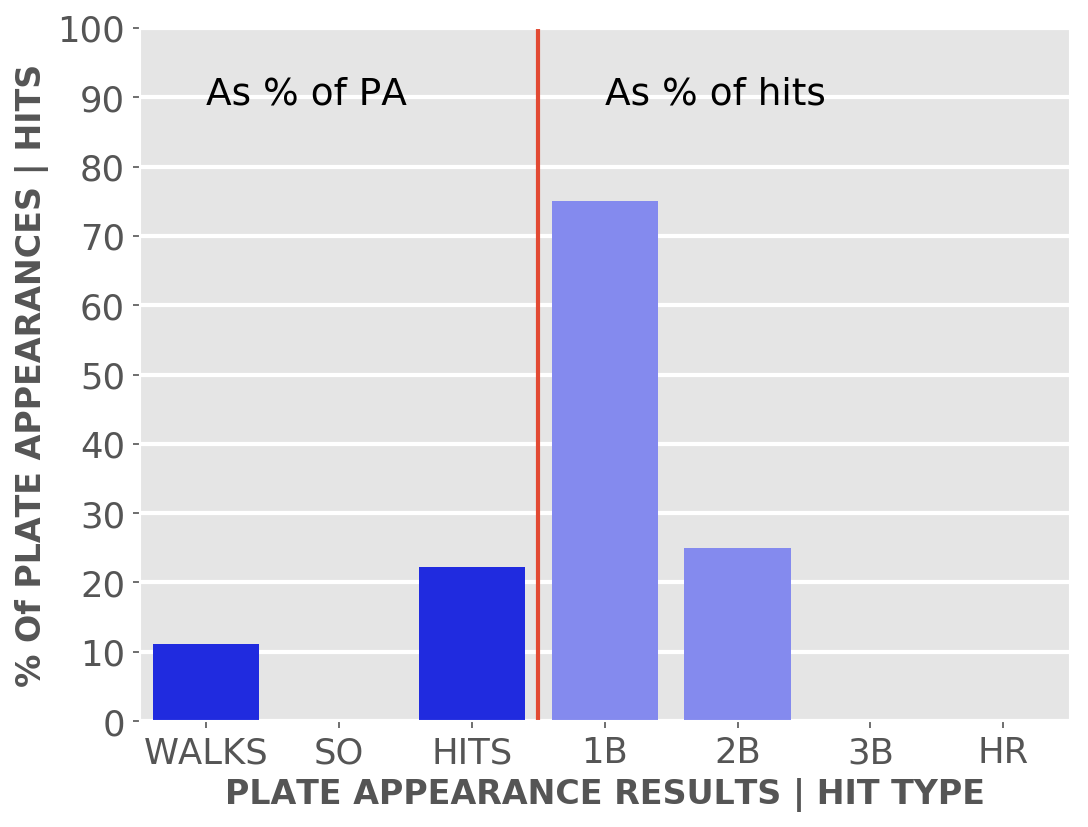 % Of PLATE APPEARANCES | HITS
100
90
80
70
60
50
40
30
20
10
0
As % of PA
As % of hits
WALKS SO HITS 1B 2B 3B HR
PLATE APPEARANCE RESULTS | HIT TYPE